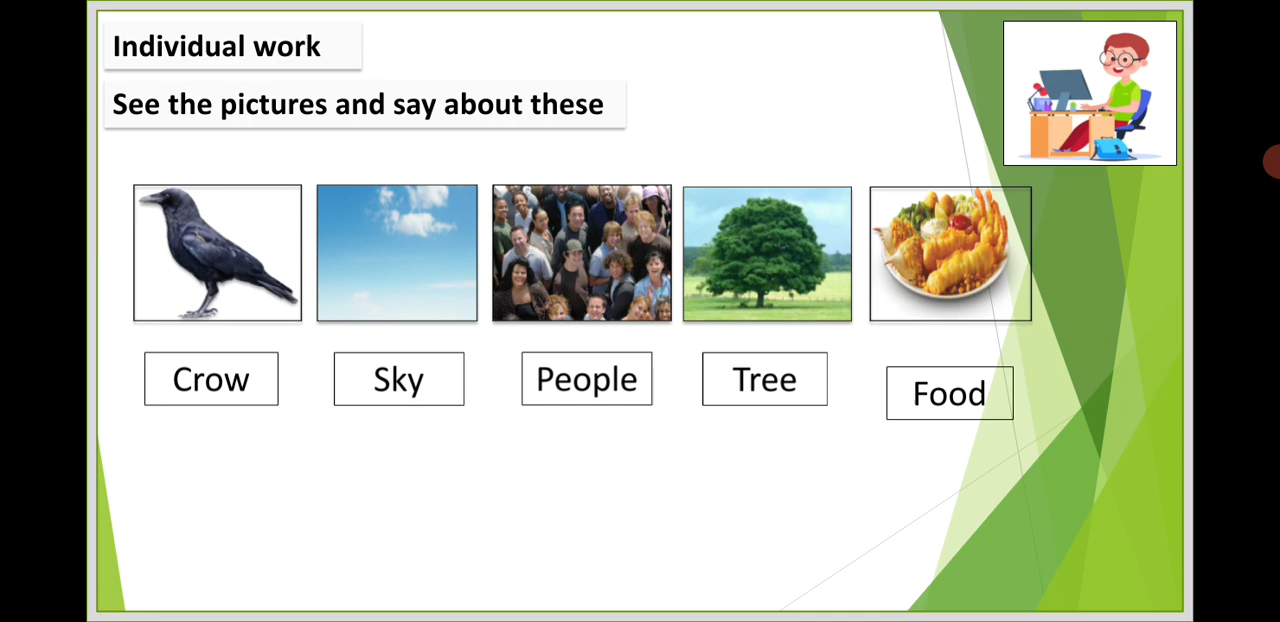 Individual work
See the pictures and say about these
Crow Sky People Tree Food